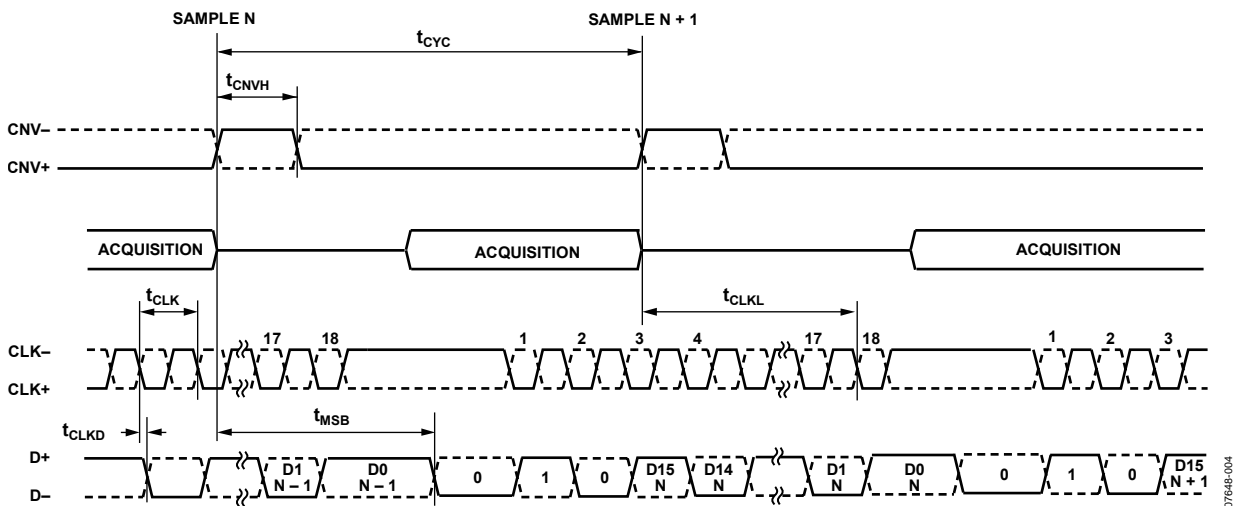 SAMPLE N SAMPLE N + 1
tCYC
tCNVH
CNV–
CNV+
ACQUISITION ACQUISITION ACQUISITION
tCLK tCLKL
CLK– 17 18 1 2 3 4 17 18 1 2 3
CLK+
tCLKD tMSB
D+ D1 D0 0 1 0 D15 D14 D1 D0 0 1 0 D15
D– N – 1 N – 1 N N N N N + 1
07648-004